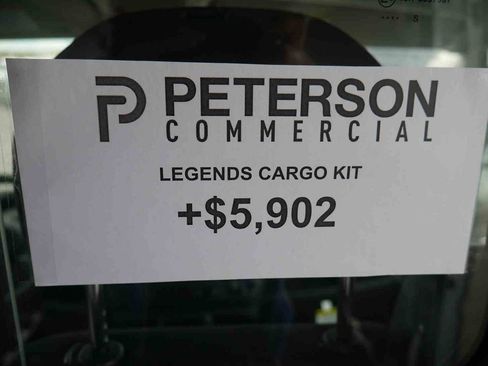 PETERSON
COMMERCIAL
LEGENDS CARGO KIT
+$5,902